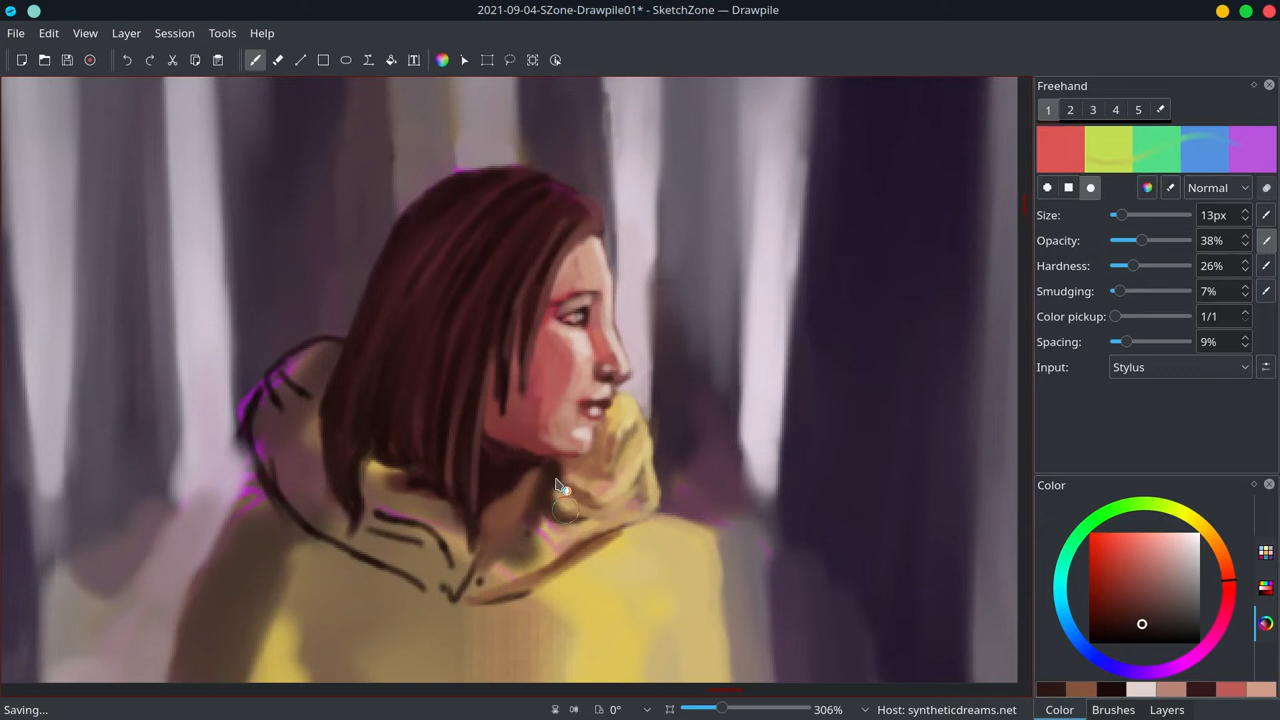 2021-09-04-SZone-Drawpile01* - SketchZone — Drawpile
File Edit View Layer Session Tools Help
Freehand
1 2 3 4 5
Normal
Size: 13px
Opacity: 38%
Hardness: 26%
Smudging: 7%
Color pickup: 1/1
Spacing: 9%
Input: Stylus
Color
Saving... 0° 306% Host: syntheticdreams.net Color Brushes Layers